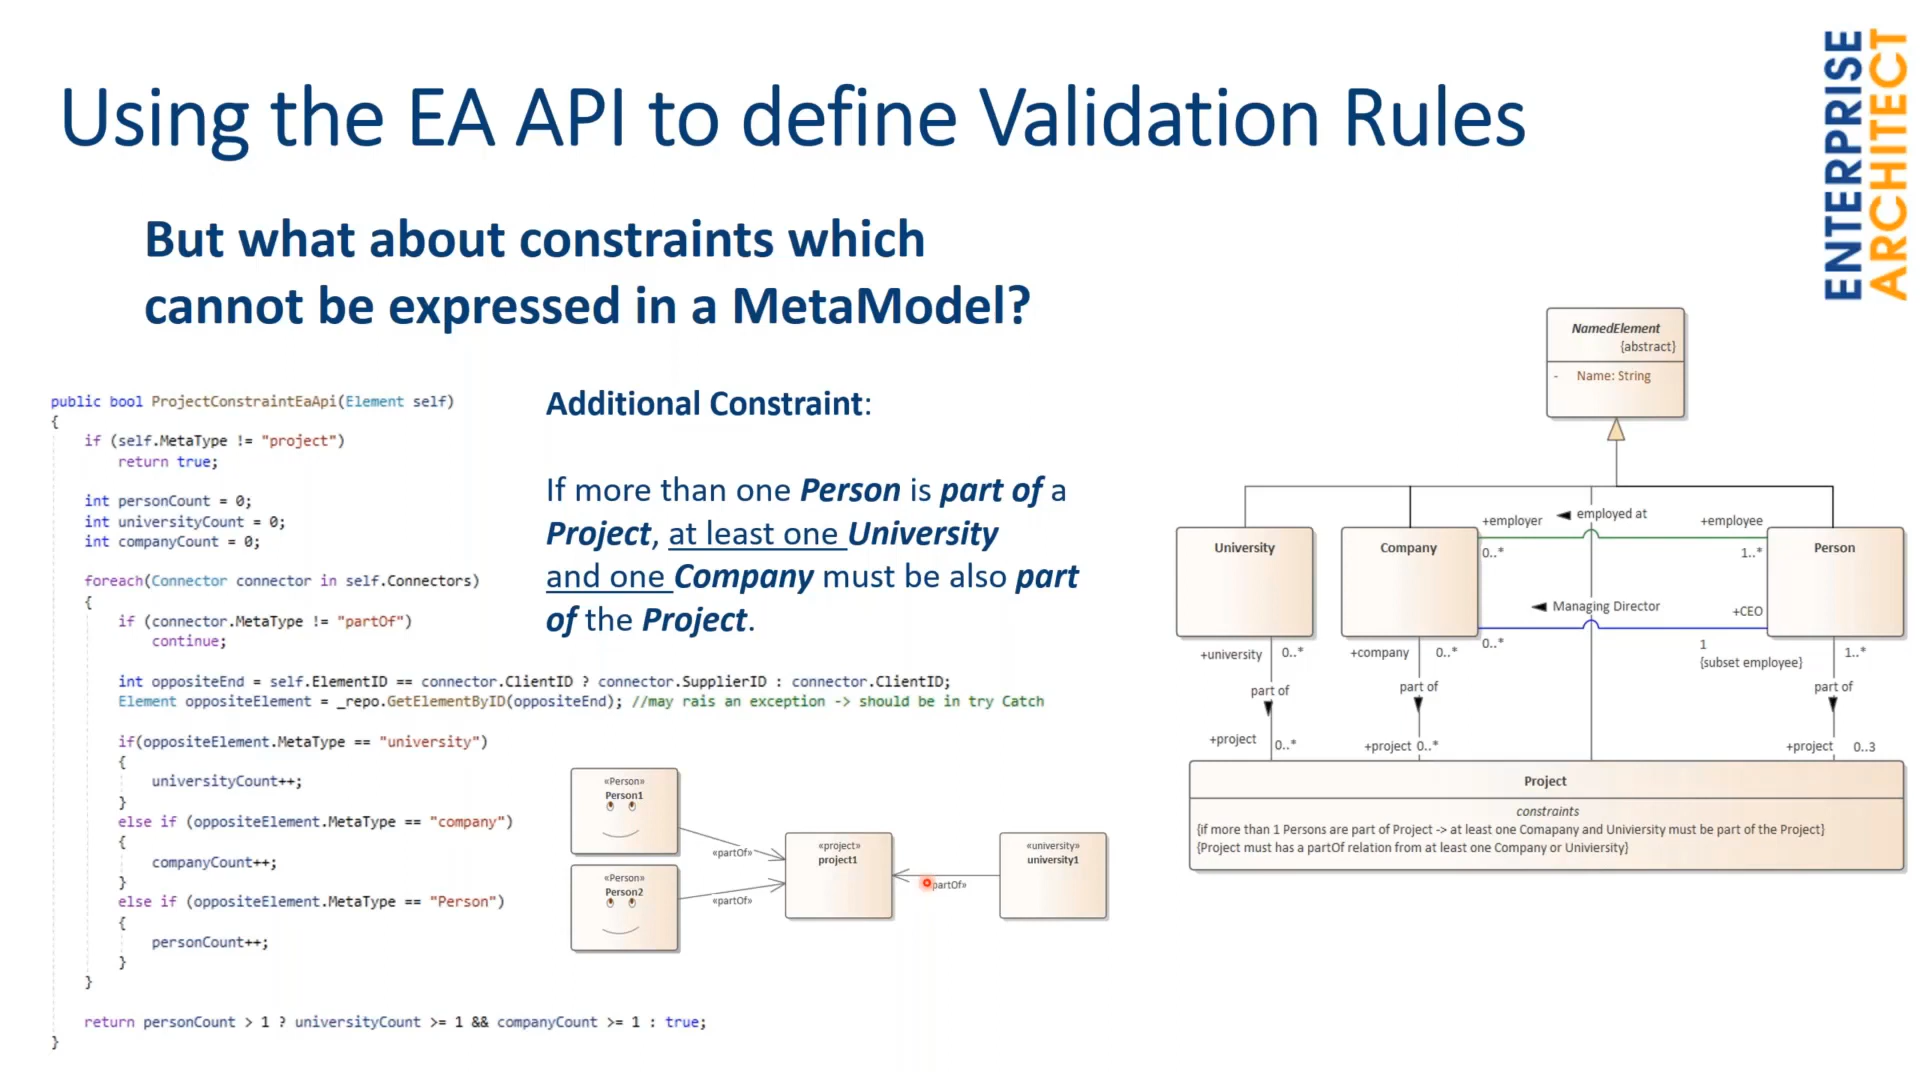 Using the EA API to define Validation Rules
ENTERPRISE
ARCHITECT
But what about constraints which
cannot be expressed in a MetaModel?
public bool ProjectConstraintEaApi(Element self)
{
if (self.MetaType != "project")
return true;
int personCount = 0;
int universityCount = 0;
int companyCount = 0;
foreach(Connector connector in self.Connectors)
{
if (connector.MetaType != "partOf")
continue;
int oppositeEnd = self.ElementID == connector.ClientID ? connector.SupplierID : connector.ClientID;
Element oppositeElement = _repo.GetElementByID(oppositeEnd); //may rais an exception -> should be in try Catch
if(oppositeElement.MetaType == "university")
{
universityCount++;
}
else if (oppositeElement.MetaType == "company")
{
companyCount++;
}
else if (oppositeElement.MetaType == "Person")
{
personCount++;
}
}
return personCount > 1 ? universityCount >= 1 && companyCount >= 1 : true;
}
Additional Constraint:
If more than one Person is part of a
Project, at least one University
and one Company must be also part
of the Project.
«Person»
Person1
«partOf»
«Person»
Person2
«partOf»
«project»
project1
partOf»
«university»
university1
NamedElement
{abstract}
- Name: String
University
Company
Person
+employer
employed at
+employee
0..*
1..*
Managing Director
+CEO
0..*
1
{subset employee}
+university 0..*
+company 0..*
1..*
part of
part of
part of
+project 0..*
+project 0..*
+project 0..3
Project
constraints
{if more than 1 Persons are part of Project -> at least one Comapany and Univiersity must be part of the Project}
{Project must has a partOf relation from at least one Company or Univiersity}